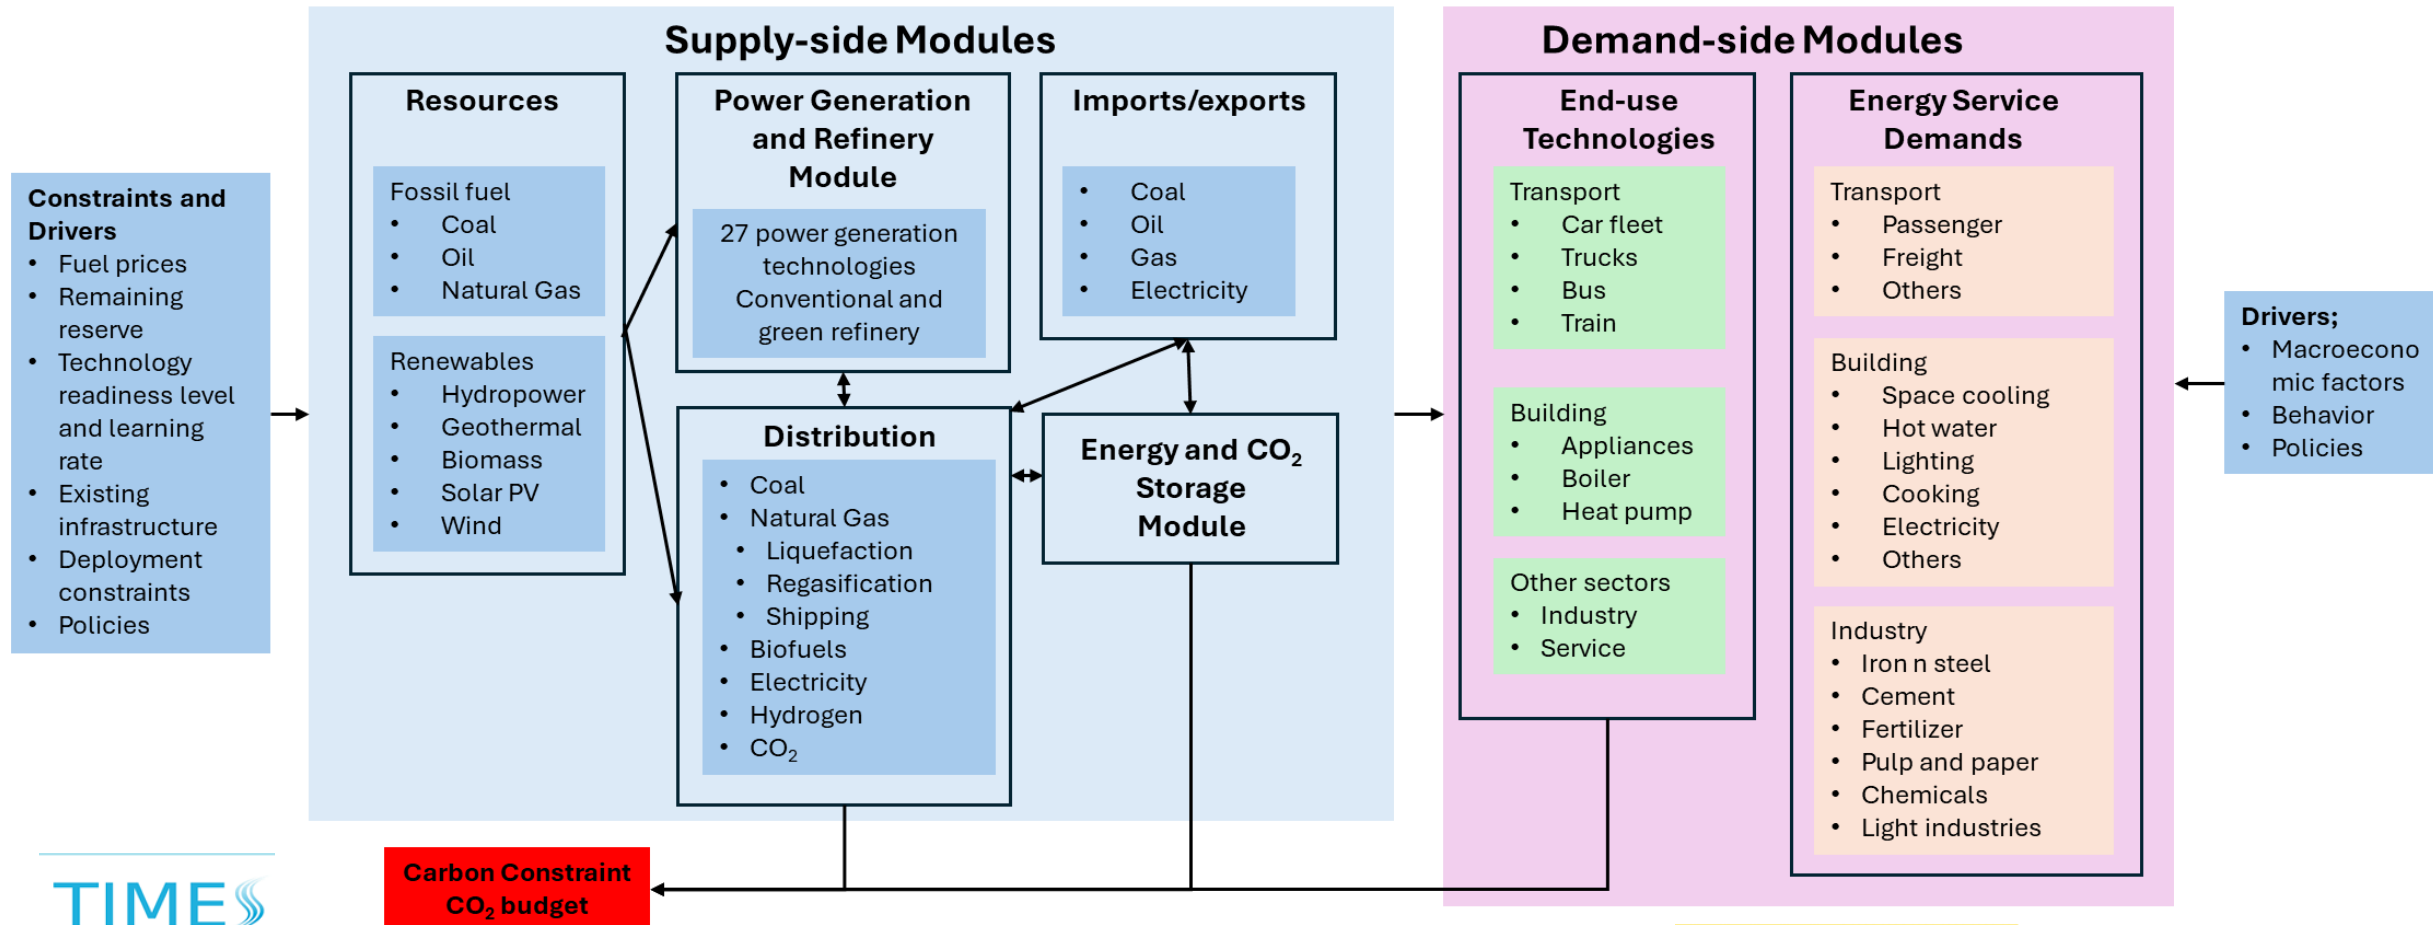 Supply-side Modules
Demand-side Modules
Constraints and
Drivers
• Fuel prices
• Remaining
reserve
• Technology
readiness level
and learning
rate
• Existing
infrastructure
• Deployment
constraints
• Policies
Resources
Fossil fuel
• Coal
• Oil
• Natural Gas
Renewables
• Hydropower
• Geothermal
• Biomass
• Solar PV
• Wind
Power Generation
and Refinery
Module
27 power generation
technologies
Conventional and
green refinery
Imports/exports
• Coal
• Oil
• Gas
• Electricity
Distribution
• Coal
• Natural Gas
• Liquefaction
• Regasification
• Shipping
• Biofuels
• Electricity
• Hydrogen
• CO₂
Energy and CO₂
Storage
Module
End-use
Technologies
Transport
• Car fleet
• Trucks
• Bus
• Train
Building
• Appliances
• Boiler
• Heat pump
Other sectors
• Industry
• Service
Energy Service
Demands
Transport
• Passenger
• Freight
• Others
Building
• Space cooling
• Hot water
• Lighting
• Cooking
• Electricity
• Others
Industry
• Iron n steel
• Cement
• Fertilizer
• Pulp and paper
• Chemicals
• Light industries
Drivers;
• Macroecono
mic factors
• Behavior
• Policies
Carbon Constraint
CO₂ budget
TIMES